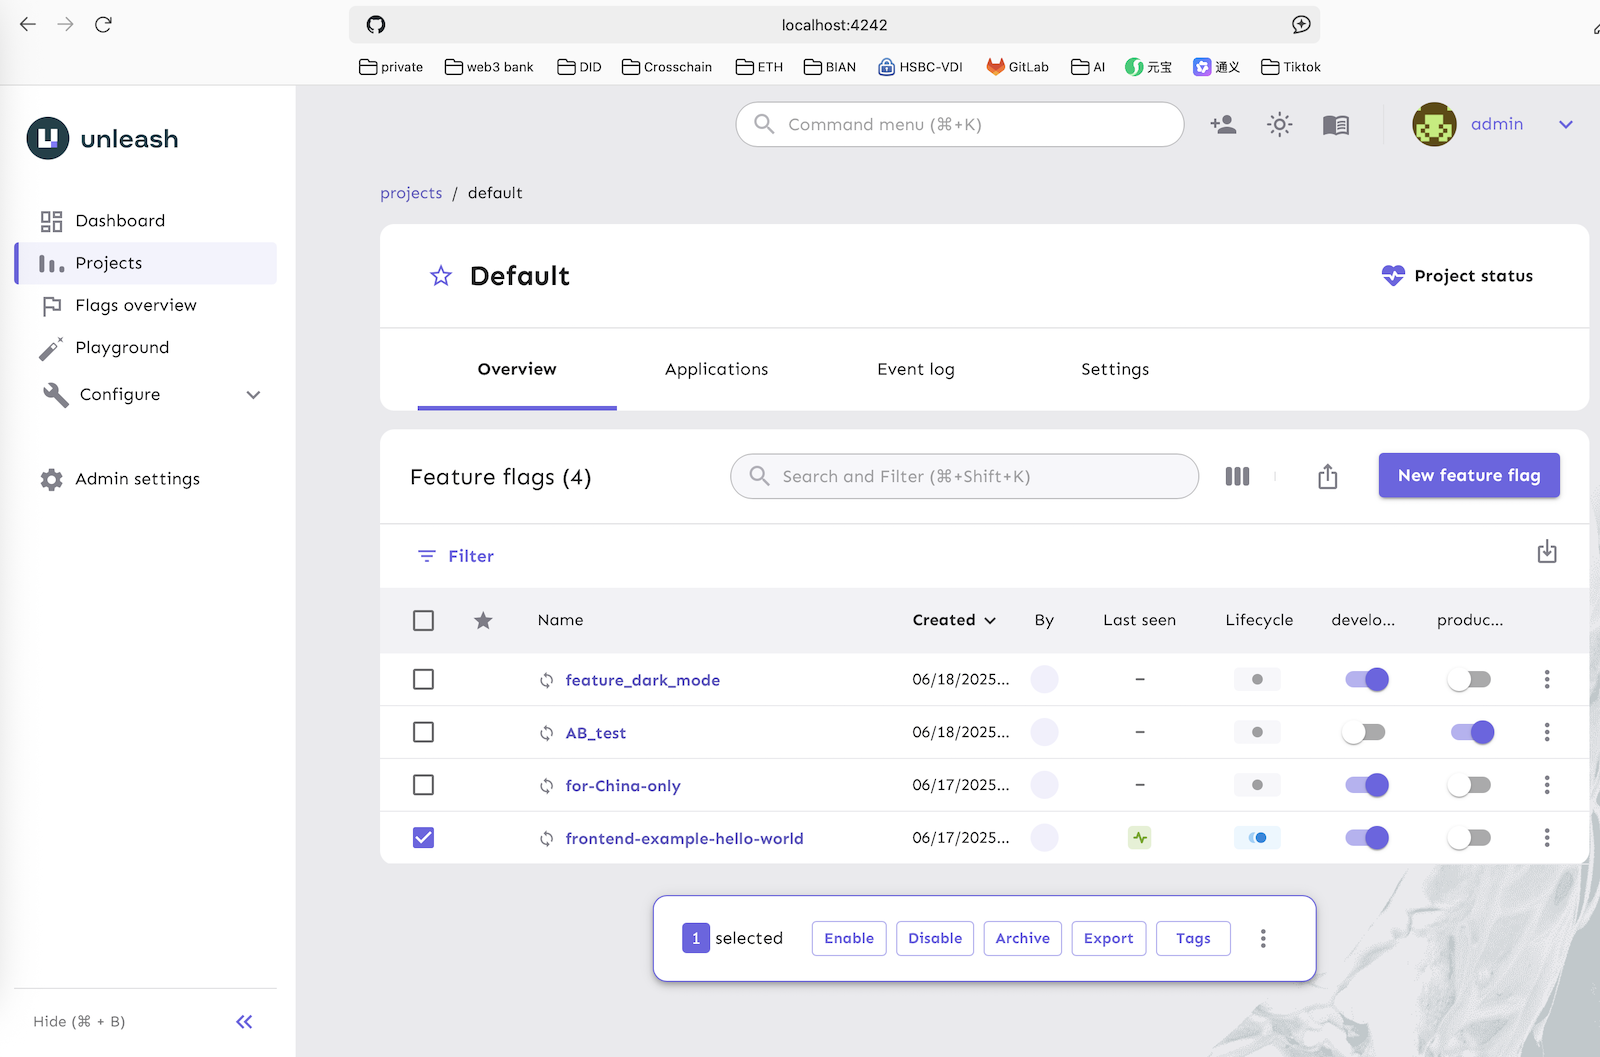 localhost:4242
private
web3 bank
DID
Crosschain
ETH
BIAN
HSBC-VDI
GitLab
AI
元宝
通义
Tiktok
unleash
Command menu (⌘+K)
admin
Dashboard
Projects
Flags overview
Playground
Configure
Admin settings
Hide (⌘ + B)
projects / default
Default
Project status
Overview
Applications
Event log
Settings
Feature flags (4)
Search and Filter (⌘+Shift+K)
New feature flag
Filter
Name Created By Last seen Lifecycle develo... produc...
feature_dark_mode 06/18/2025... –
AB_test 06/18/2025... –
for-China-only 06/17/2025... –
frontend-example-hello-world 06/17/2025...
1 selected Enable Disable Archive Export Tags